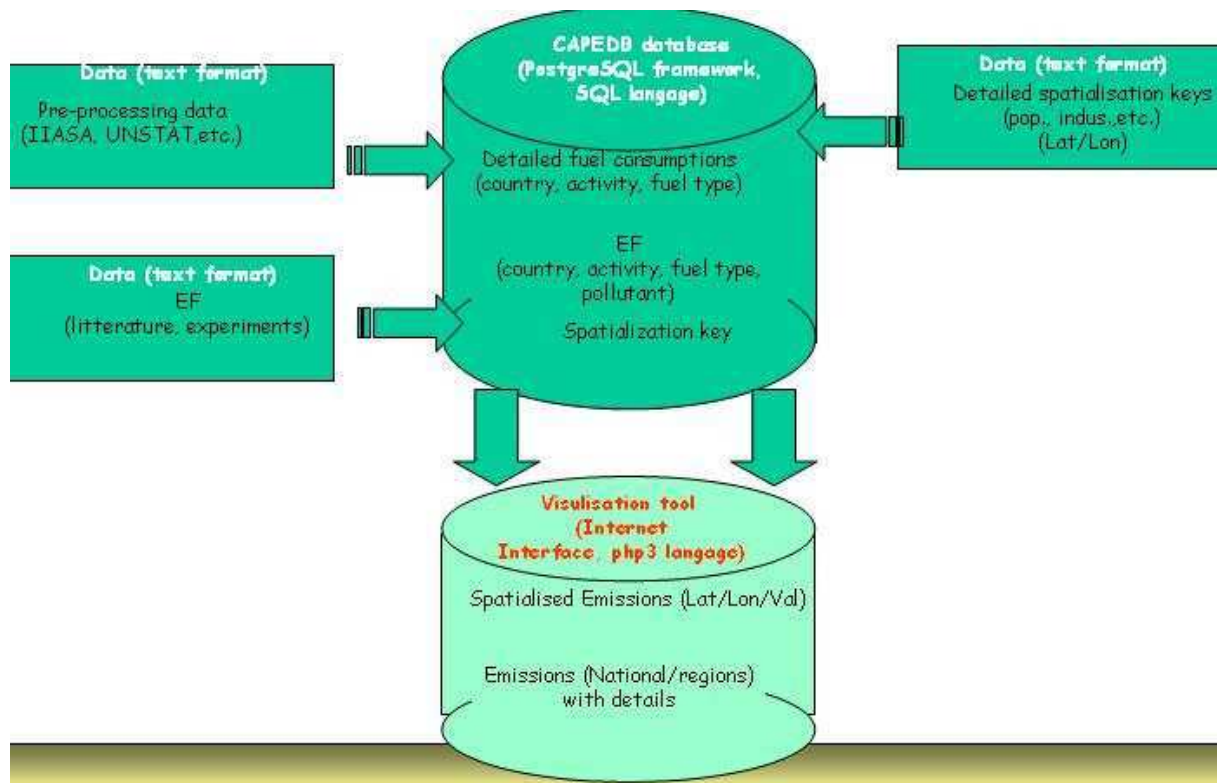 CAPEDB database
(PostgreSQL framework,
SQL langage)
Data (text format)
Pre-processing data
(IIASA, UNSTAT,etc.)
Data (text format)
Detailed spatialisation keys
(pop., indus.,etc.)
(Lat/Lon)
Detailed fuel consumptions
(country, activity, fuel type)
Data (text format)
EF
(litterature, experiments)
EF
(country, activity, fuel type,
pollutant)
Spatialization key
Visulisation tool
(Internet
Interface, php3 langage)
Spatialised Emissions (Lat/Lon/Val)
Emissions (National/regions)
with details